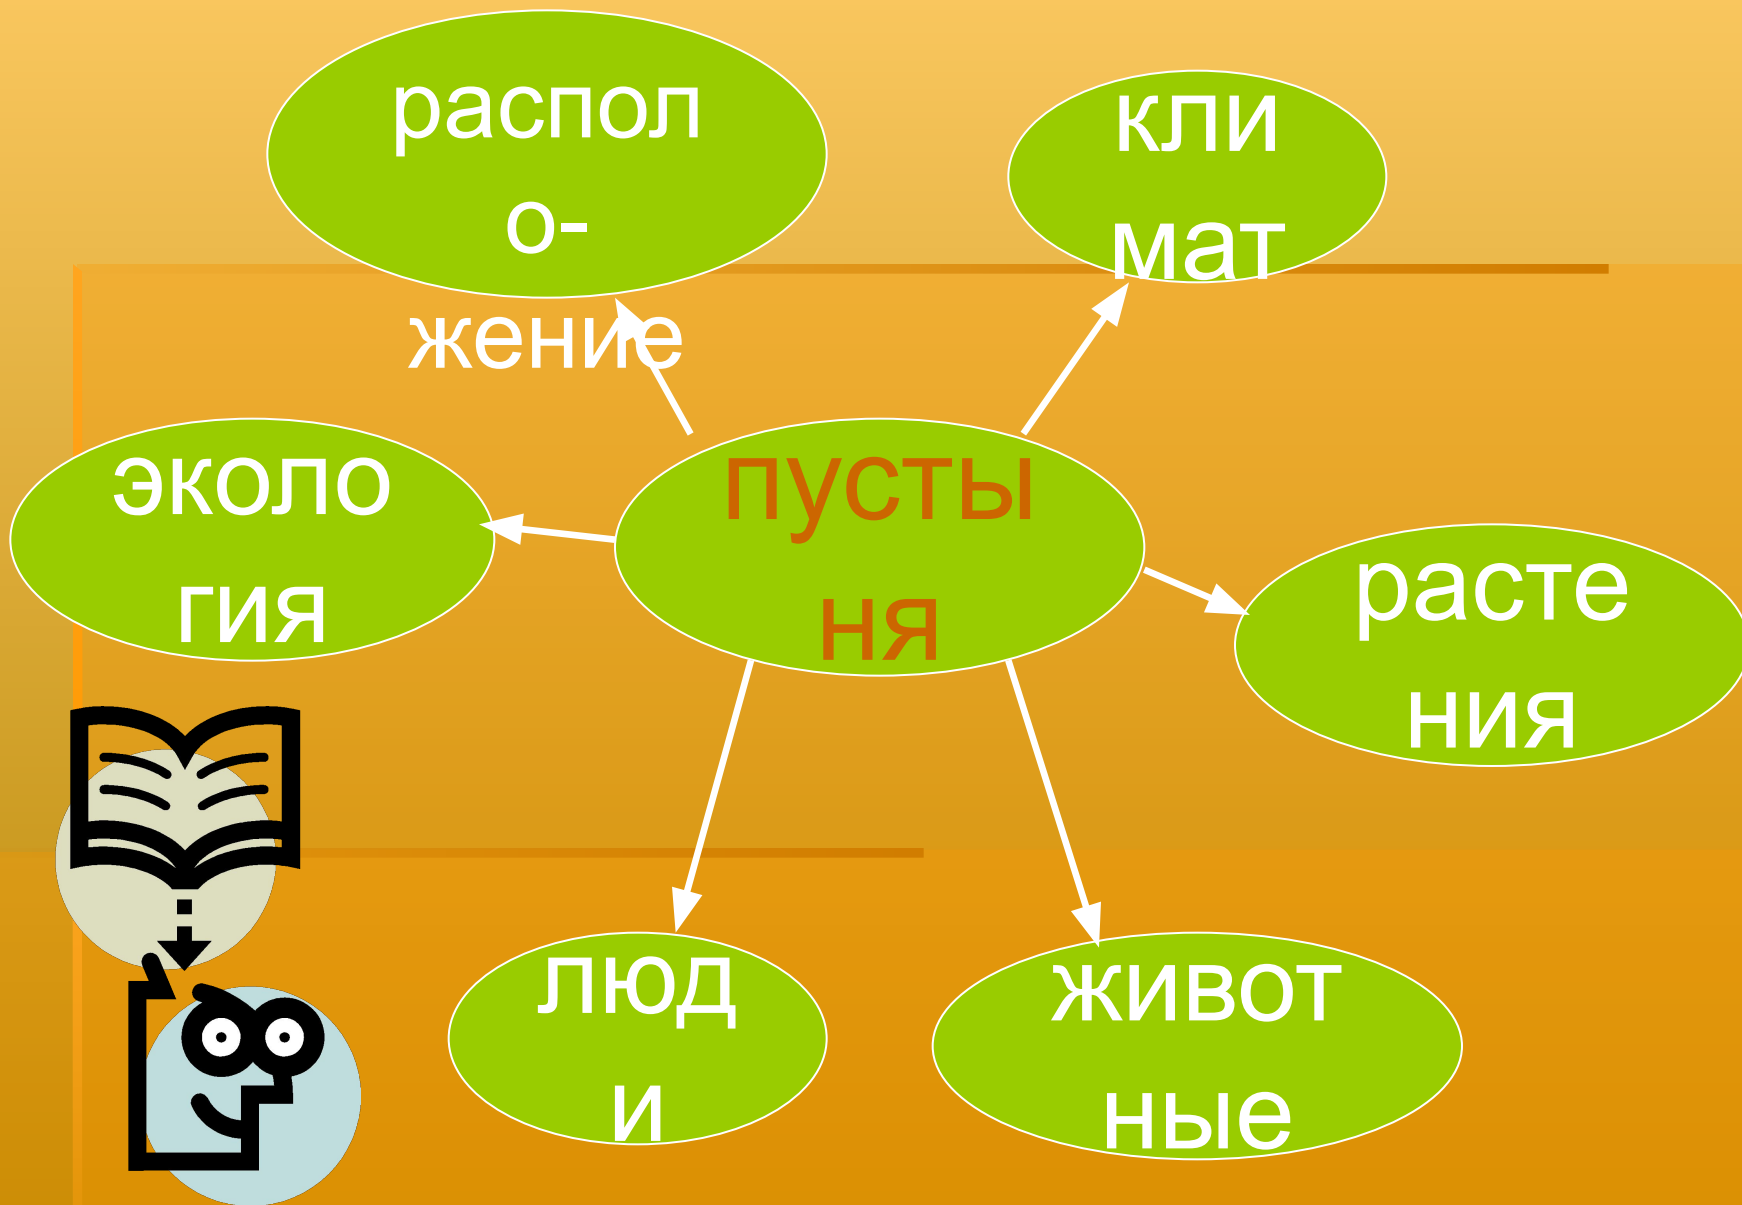 распол
о-
жение
кли
мат
эколо
гия
пусты
ня
расте
ния
люд
и
живот
ные